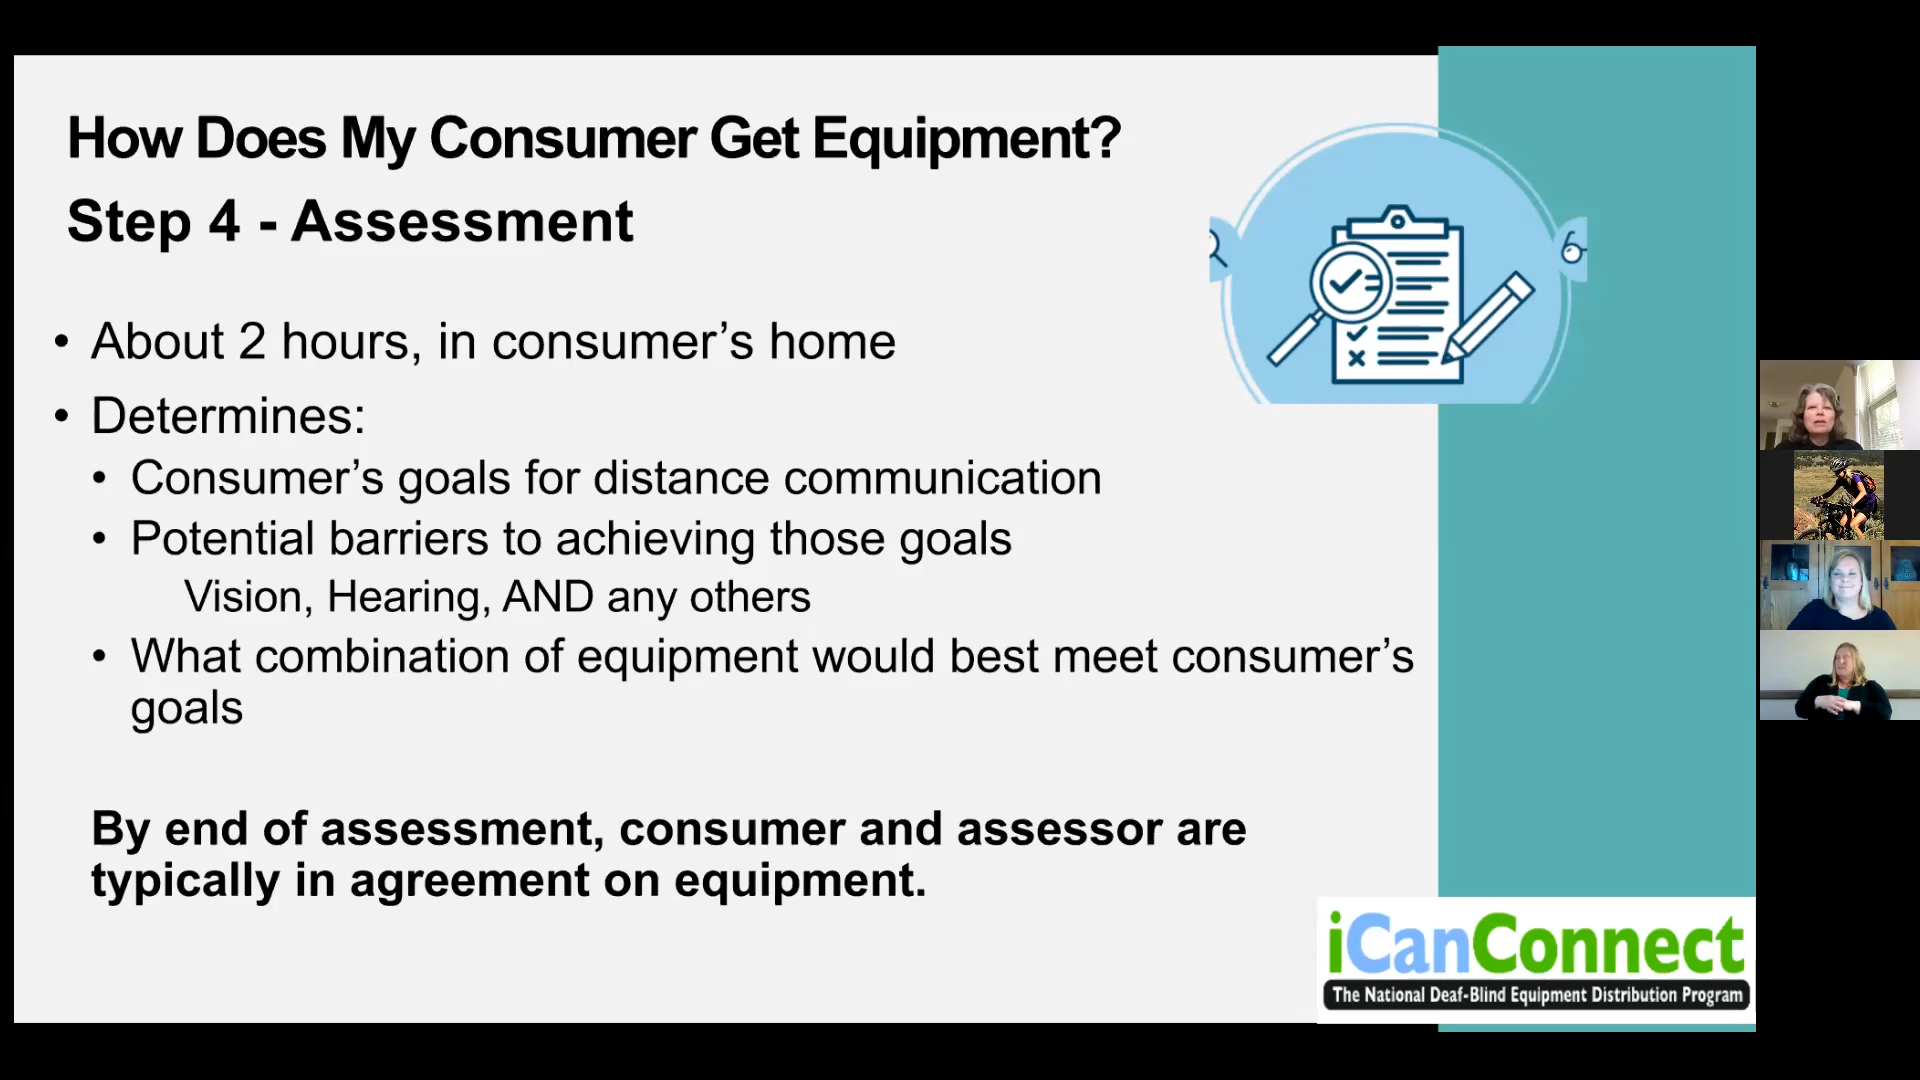 How Does My Consumer Get Equipment?
Step 4 - Assessment
• About 2 hours, in consumer’s home
• Determines:
• Consumer’s goals for distance communication
• Potential barriers to achieving those goals
Vision, Hearing, AND any others
• What combination of equipment would best meet consumer’s
goals
By end of assessment, consumer and assessor are
typically in agreement on equipment.
iCanConnect
The National Deaf-Blind Equipment Distribution Program